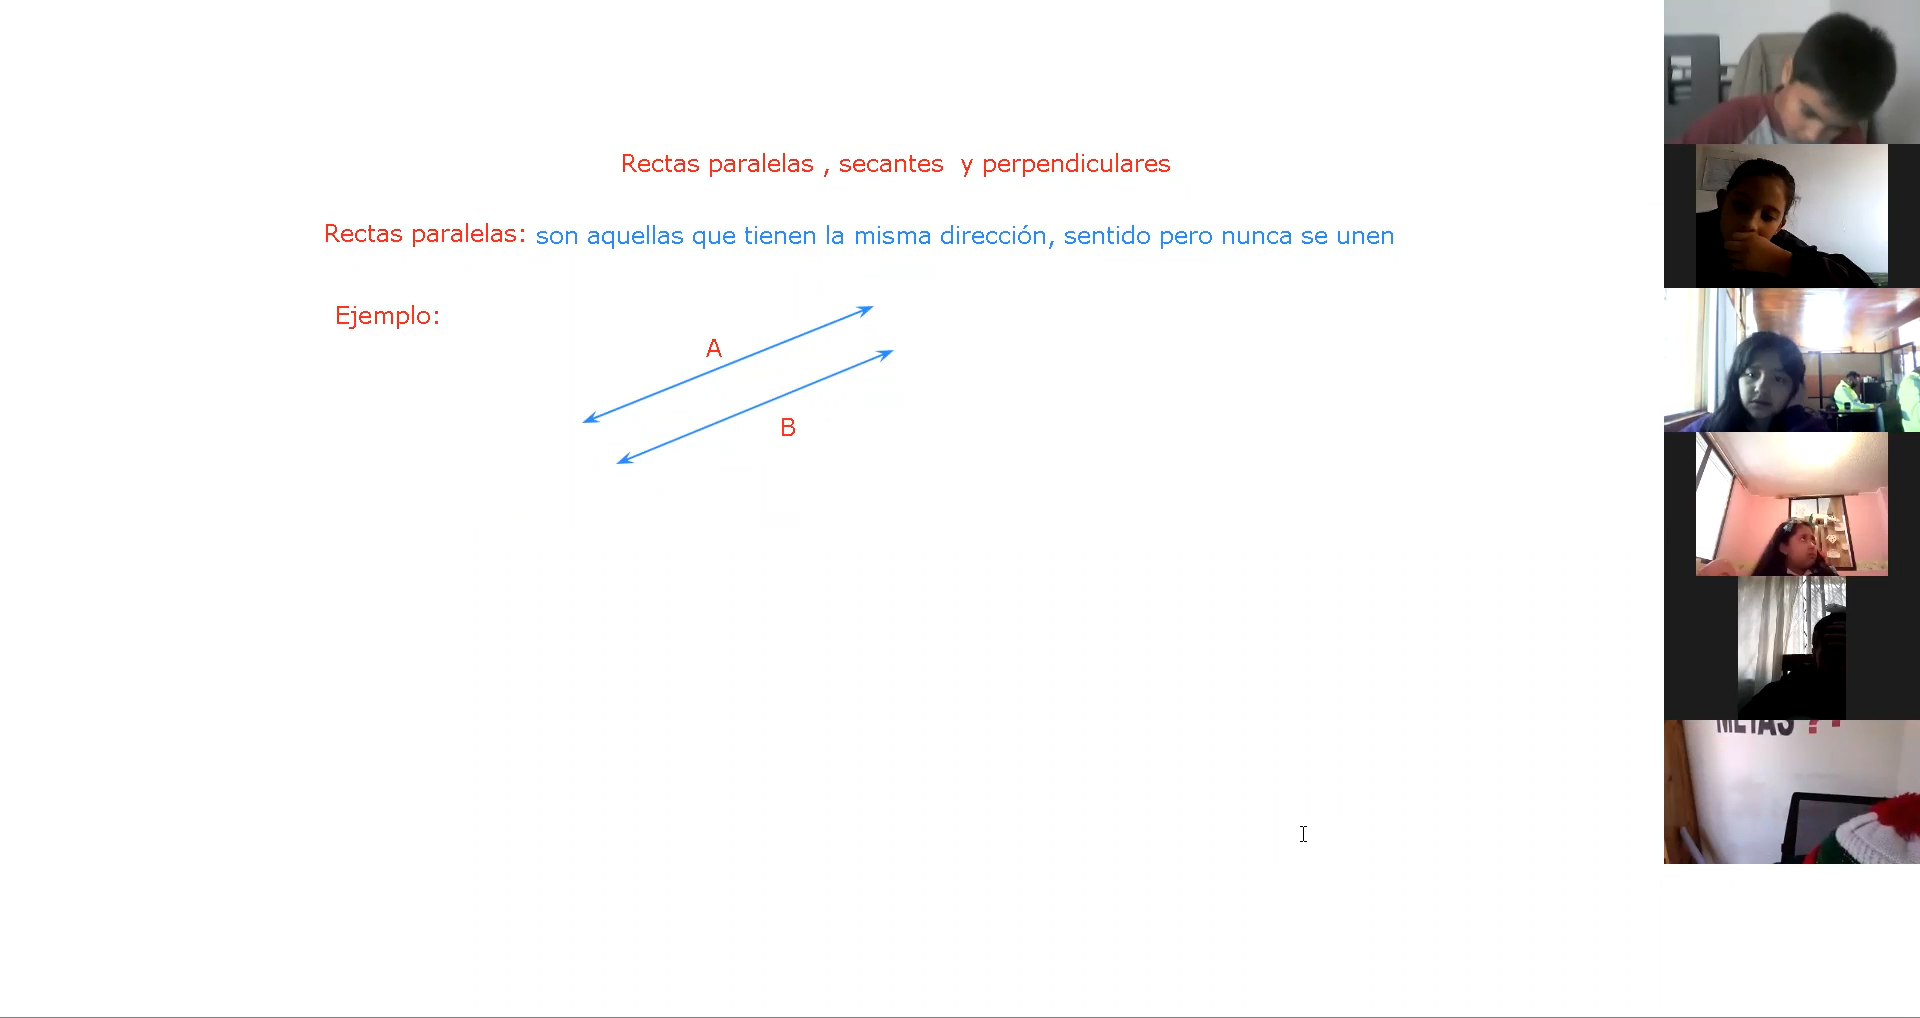 Rectas paralelas , secantes y perpendiculares
Rectas paralelas: son aquellas que tienen la misma dirección, sentido pero nunca se unen
Ejemplo:
A
B
METAS ??